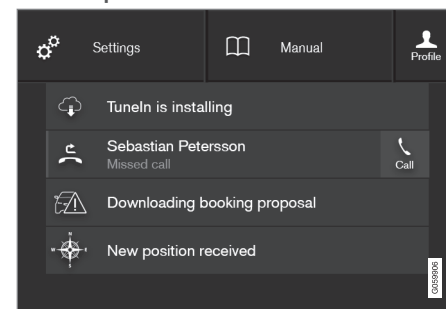 Settings
Manual
Profile
TuneIn is installing
Sebastian Petersson
Missed call
Call
Downloading booking proposal
New position received
G059906